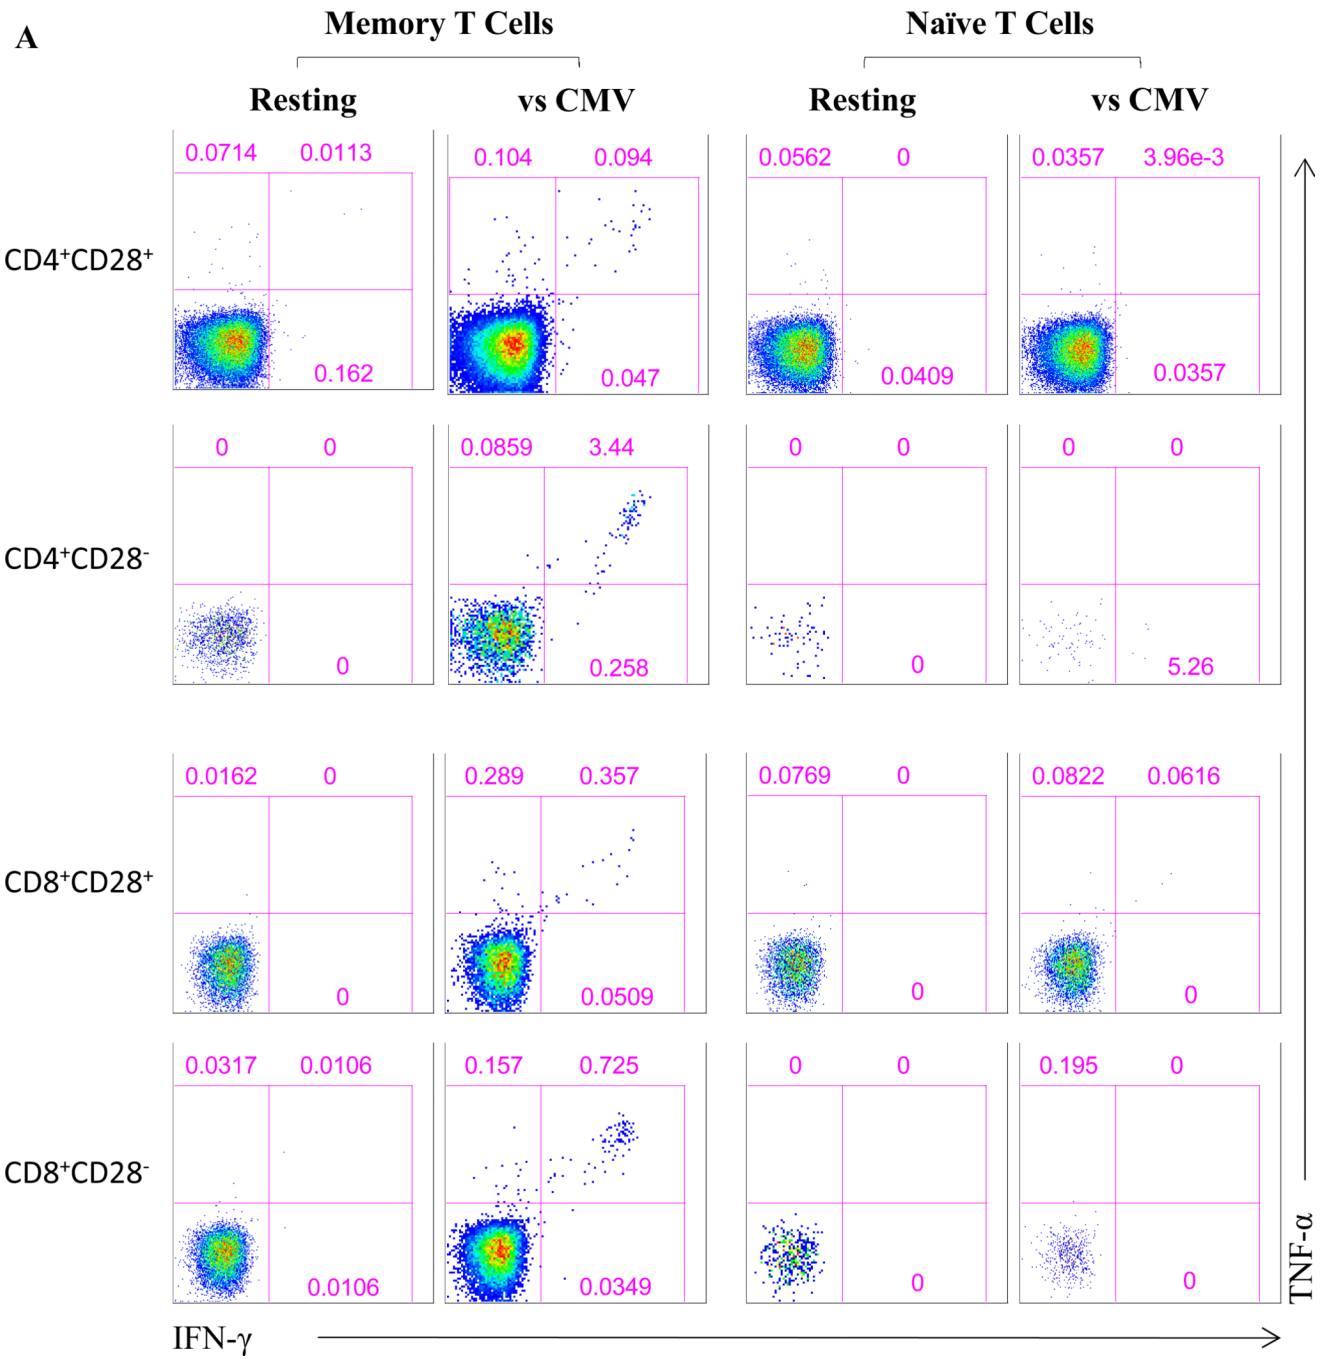 A
Memory T Cells
Naïve T Cells
Resting
vs CMV
Resting
vs CMV
0.0714 0.0113
0.104 0.094
0.0562 0
0.0357 3.96e-3
CD4⁺CD28⁺
0.162
0.047
0.0409
0.0357
0 0
0.0859 3.44
0 0
0 0
CD4⁺CD28⁻
0
0.258
0
5.26
0.0162 0
0.289 0.357
0.0769 0
0.0822 0.0616
CD8⁺CD28⁺
0
0.0509
0
0
0.0317 0.0106
0.157 0.725
0 0
0.195 0
CD8⁺CD28⁻
0.0106
0.0349
0
0
TNF-α
IFN-γ